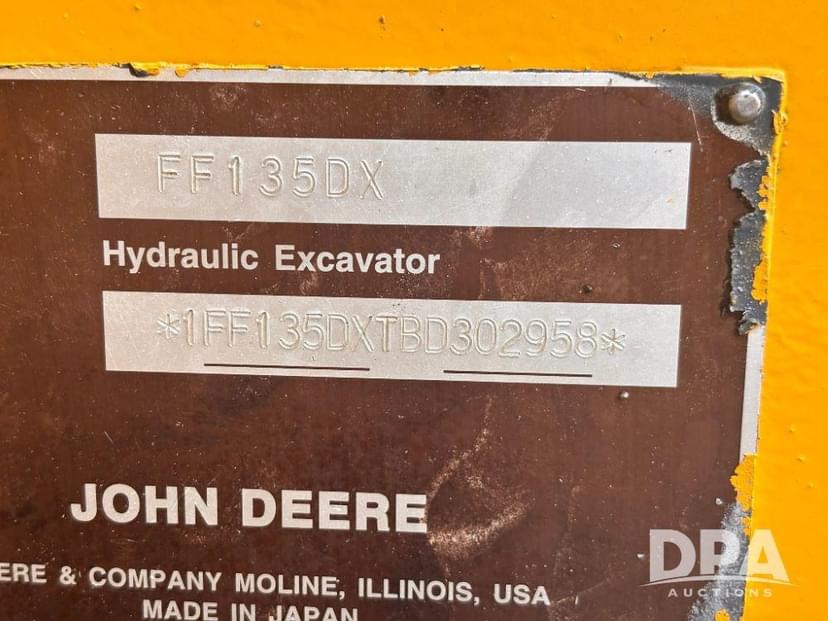 FF135DX
Hydraulic Excavator
*1FF135DXTBD302958*
JOHN DEERE
ERE & COMPANY MOLINE, ILLINOIS, USA
MADE IN JAPAN
DPA
AUCTIONS